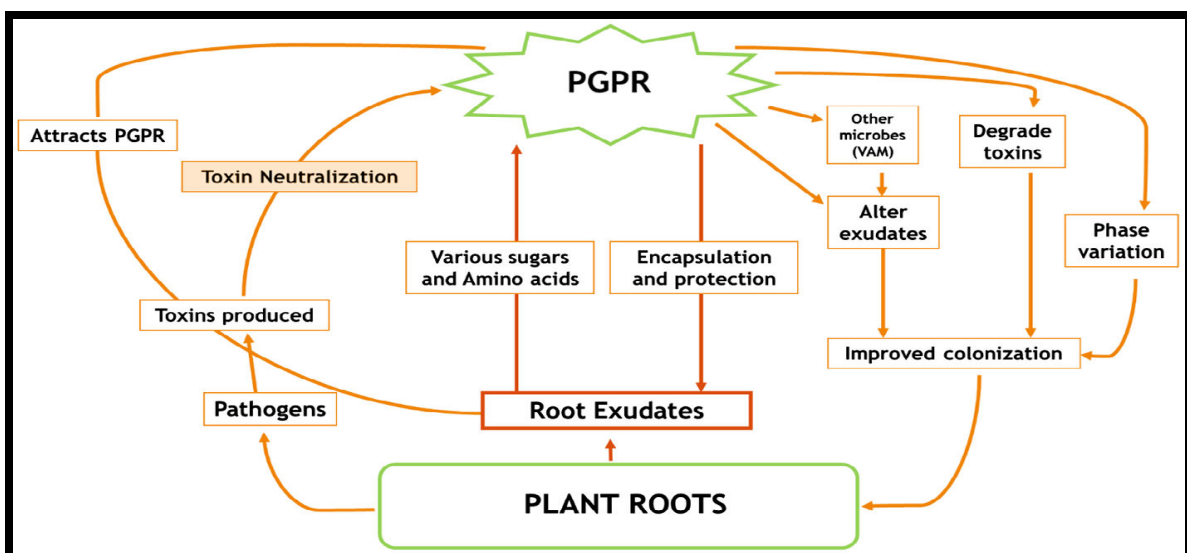 PGPR
Attracts PGPR
Other
microbes
(VAM)
Degrade
toxins
Toxin Neutralization
Alter
exudates
Phase
variation
Various sugars
and Amino acids
Encapsulation
and protection
Toxins produced
Improved colonization
Pathogens
Root Exudates
PLANT ROOTS